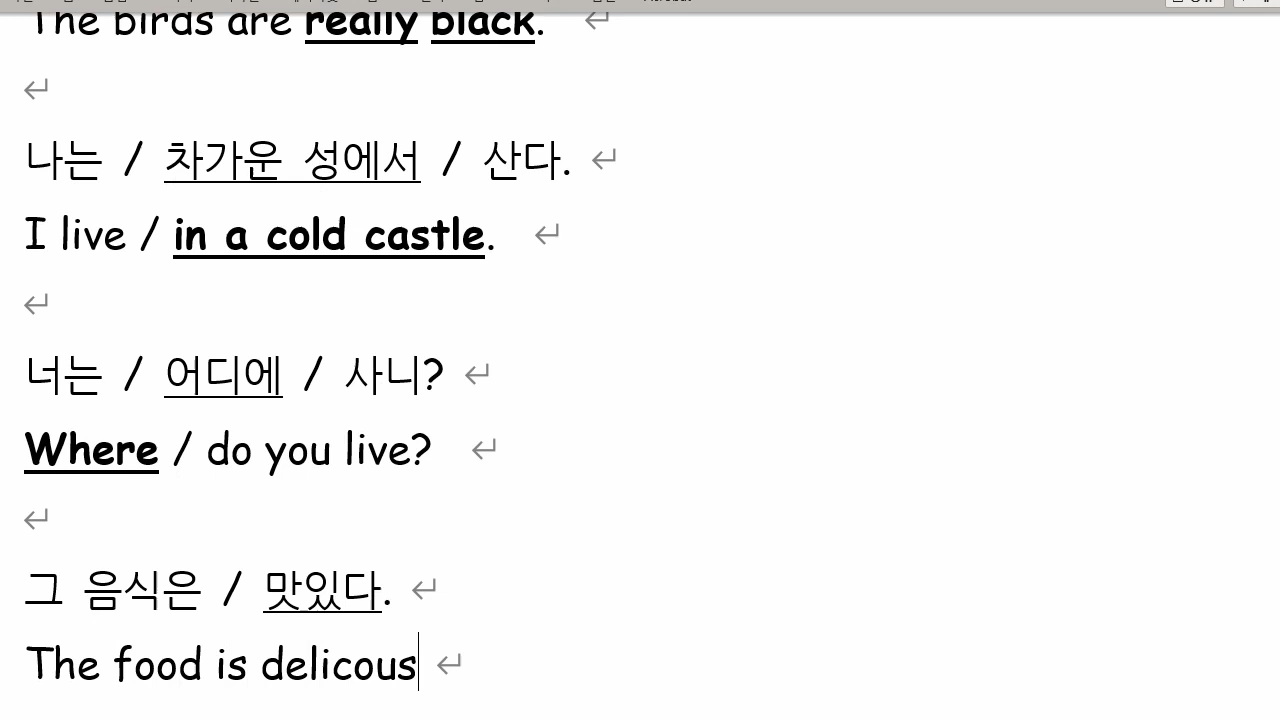 The birds are really black.
나는 / 차가운 성에서 / 산다.
I live / in a cold castle.
너는 / 어디에 / 사니?
Where / do you live?
그 음식은 / 맛있다.
The food is delicous